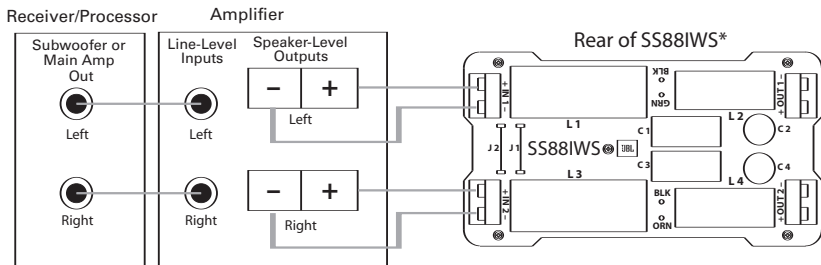 Receiver/Processor
Amplifier
Subwoofer or
Main Amp
Out
Line-Level
Inputs
Speaker-Level
Outputs
Rear of SS88IWS*
Left
Left
– +
Left
Right
Right
– +
Right
+ IN 1 –
BLK
GRN
+ OUT 1 –
L 1
L 2
C 1
C 2
J 2
J 1
SS88IWS
JBL
C 3
C 4
L 3
L 4
+ IN 2 –
BLK
ORN
+ OUT 2 –